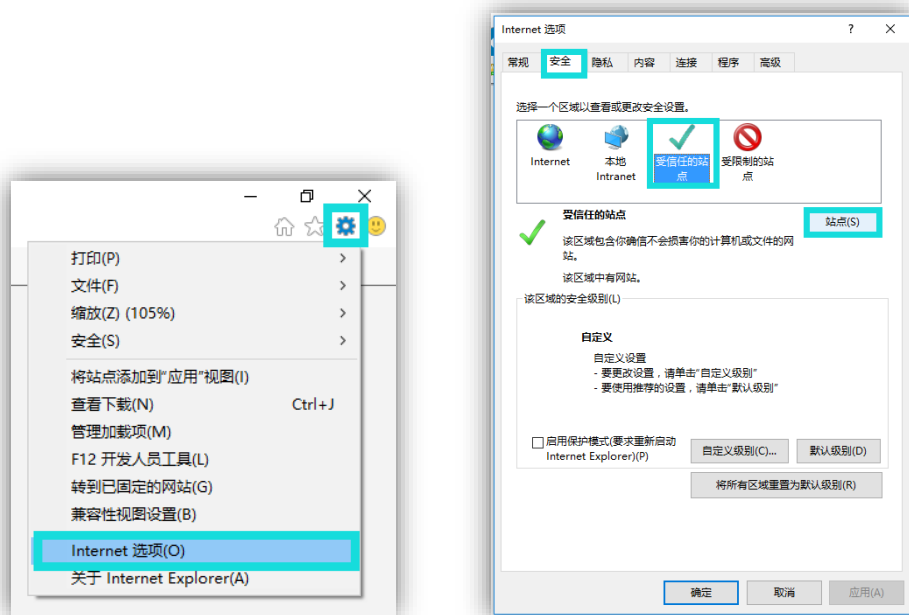 打印(P)
文件(F)
缩放(Z) (105%)
安全(S)
将站点添加到“应用”视图(I)
查看下载(N) Ctrl+J
管理加载项(M)
F12 开发人员工具(L)
转到已固定的网站(G)
兼容性视图设置(B)
Internet 选项(O)
关于 Internet Explorer(A)
Internet 选项
常规 安全 隐私 内容 连接 程序 高级
选择一个区域以查看或更改安全设置。
Internet
本地
Intranet
受信任的站
点
受限制的站
点
受信任的站点
站点(S)
该区域包含你确信不会损害你的计算机或文件的网
站。
该区域中有网站。
该区域的安全级别(L)
自定义
自定义设置
- 要更改设置，请单击“自定义级别”
- 要使用推荐的设置，请单击“默认级别”
启用保护模式(要求重新启动
Internet Explorer)(P)
自定义级别(C)... 默认级别(D)
将所有区域重置为默认级别(R)
确定 取消 应用(A)